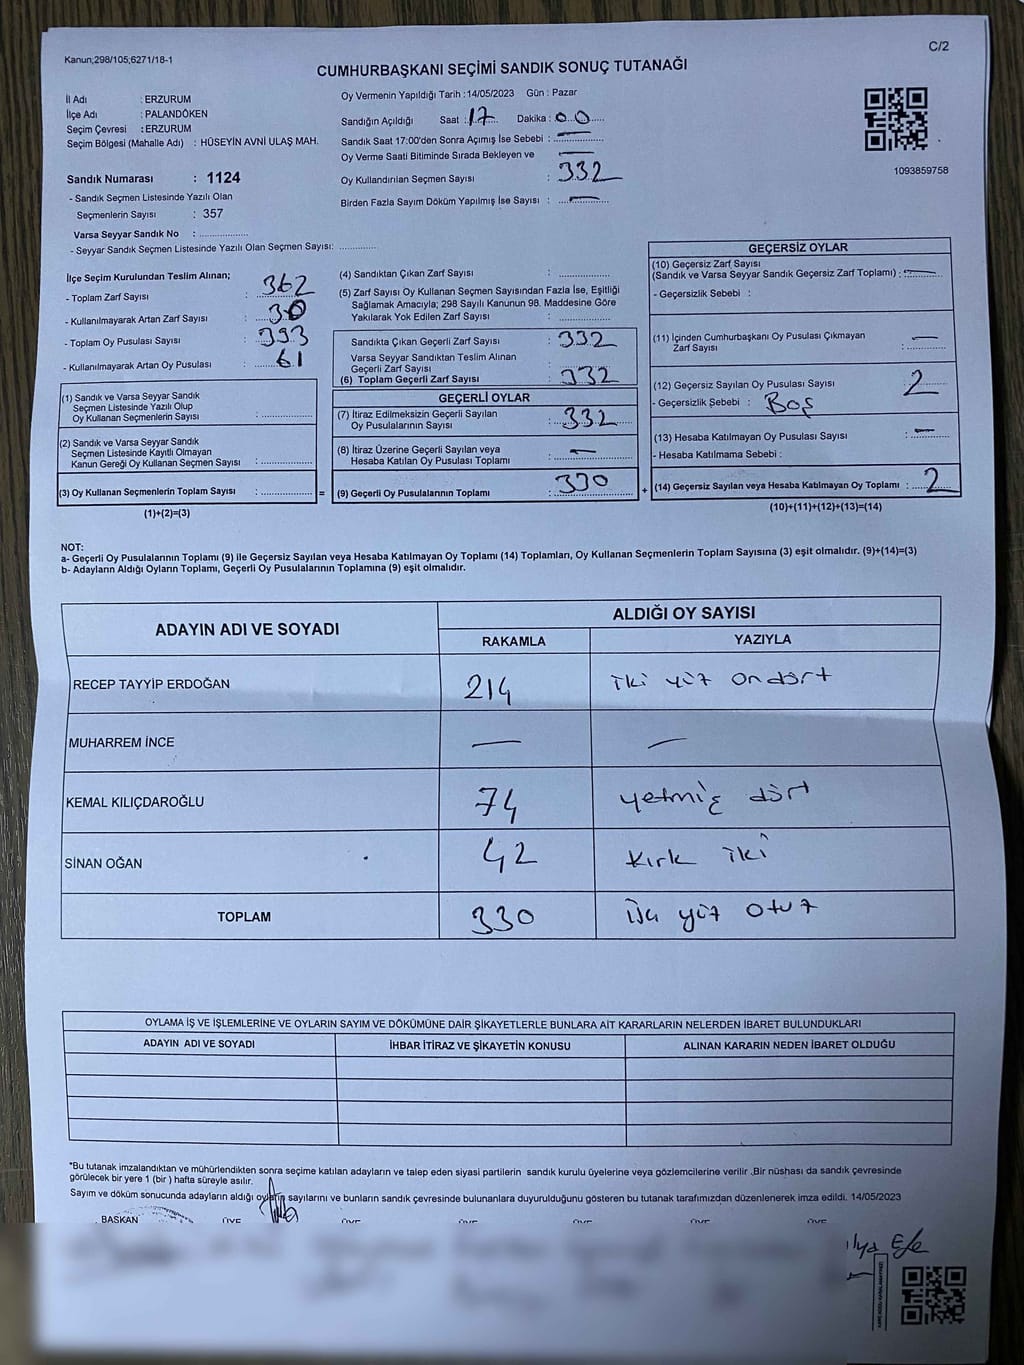 Kanun;298/105;6271/18-1
C/2
CUMHURBAŞKANI SEÇİMİ SANDIK SONUÇ TUTANAĞI
İl Adı : ERZURUM
İlçe Adı : PALANDÖKEN
Seçim Çevresi : ERZURUM
Seçim Bölgesi (Mahalle Adı) : HÜSEYİN AVNİ ULAŞ MAH.
Sandık Numarası : 1124
- Sandık Seçmen Listesinde Yazılı Olan
Seçmenlerin Sayısı : 357
Varsa Seyyar Sandık No : ..................
- Seyyar Sandık Seçmen Listesinde Yazılı Olan Seçmen Sayısı: .............
Oy Vermenin Yapıldığı Tarih :14/05/2023 Gün : Pazar
Sandığın Açıldığı Saat : 17 Dakika : 00
Sandık Saat 17:00'den Sonra Açımış İse Sebebi : —
Oy Verme Saati Bitiminde Sırada Bekleyen ve —
Oy Kullandırılan Seçmen Sayısı : 332
Birden Fazla Sayım Döküm Yapılmış İse Sayısı : —
1093859758
İlçe Seçim Kurulundan Teslim Alınan;
- Toplam Zarf Sayısı : 362
- Kullanılmayarak Artan Zarf Sayısı : 30
- Toplam Oy Pusulası Sayısı : 393
- Kullanılmayarak Artan Oy Pusulası : 61
(1) Sandık ve Varsa Seyyar Sandık
Seçmen Listesinde Yazılı Olup
Oy Kullanan Seçmenlerin Sayısı : ..............
(2) Sandık ve Varsa Seyyar Sandık
Seçmen Listesinde Kayıtlı Olmayan
Kanun Gereği Oy Kullanan Seçmen Sayısı : ..............
(3) Oy Kullanan Seçmenlerin Toplam Sayısı : .............. =
(1)+(2)=(3)
(4) Sandıktan Çıkan Zarf Sayısı : ..............
(5) Zarf Sayısı Oy Kullanan Seçmen Sayısından Fazla İse, Eşitliği
Sağlamak Amacıyla; 298 Sayılı Kanunun 98. Maddesine Göre
Yakılarak Yok Edilen Zarf Sayısı : ..............
Sandıkta Çıkan Geçerli Zarf Sayısı : 332
Varsa Seyyar Sandıktan Teslim Alınan
Geçerli Zarf Sayısı :
(6) Toplam Geçerli Zarf Sayısı : 332
GEÇERLİ OYLAR
(7) İtiraz Edilmeksizin Geçerli Sayılan
Oy Pusulalarının Sayısı : 332
(8) İtiraz Üzerine Geçerli Sayılan veya
Hesaba Katılan Oy Pusulası Toplamı : —
(9) Geçerli Oy Pusulalarının Toplamı : 330 +
GEÇERSİZ OYLAR
(10) Geçersiz Zarf Sayısı
(Sandık ve Varsa Seyyar Sandık Geçersiz Zarf Toplamı) : —
- Geçersizlik Sebebi :
(11) İçinden Cumhurbaşkanı Oy Pusulası Çıkmayan
Zarf Sayısı : —
(12) Geçersiz Sayılan Oy Pusulası Sayısı : 2
- Geçersizlik Sebebi : Boş
(13) Hesaba Katılmayan Oy Pusulası Sayısı : —
- Hesaba Katılmama Sebebi :
(14) Geçersiz Sayılan veya Hesaba Katılmayan Oy Toplamı : 2
(10)+(11)+(12)+(13)=(14)
NOT:
a- Geçerli Oy Pusulalarının Toplamı (9) ile Geçersiz Sayılan veya Hesaba Katılmayan Oy Toplamı (14) Toplamları, Oy Kullanan Seçmenlerin Toplam Sayısına (3) eşit olmalıdır. (9)+(14)=(3)
b- Adayların Aldığı Oyların Toplamı, Geçerli Oy Pusulalarının Toplamına (9) eşit olmalıdır.
ADAYIN ADI VE SOYADI
ALDIĞI OY SAYISI
RAKAMLA YAZIYLA
RECEP TAYYİP ERDOĞAN 214 iki yüz ondört
MUHARREM İNCE — —
KEMAL KILIÇDAROĞLU 74 yetmiş dört
SİNAN OĞAN 42 kırk iki
TOPLAM 330 yüz otuz
OYLAMA İŞ VE İŞLEMLERİNE VE OYLARIN SAYIM VE DÖKÜMÜNE DAİR ŞİKAYETLERLE BUNLARA AİT KARARLARIN NELERDEN İBARET BULUNDUKLARI
ADAYIN ADI VE SOYADI İHBAR İTİRAZ VE ŞİKAYETİN KONUSU ALINAN KARARIN NEDEN İBARET OLDUĞU
*Bu tutanak imzalandıktan ve mühürlendikten sonra seçime katılan adayların ve talep eden siyasi partilerin sandık kurulu üyelerine veya gözlemcilerine verilir .Bir nüshası da sandık çevresinde
görülecek bir yere 1 (bir ) hafta süreyle asılır.
Sayım ve döküm sonucunda adayların aldığı oyların sayılarını ve bunların sandık çevresinde bulunanlara duyurulduğunu gösteren bu tutanak tarafımızdan düzenlenerek imza edildi. 14/05/2023
BAŞKAN ÜYE ÜYE ÜYE ÜYE ÜYE ÜYE
Efe